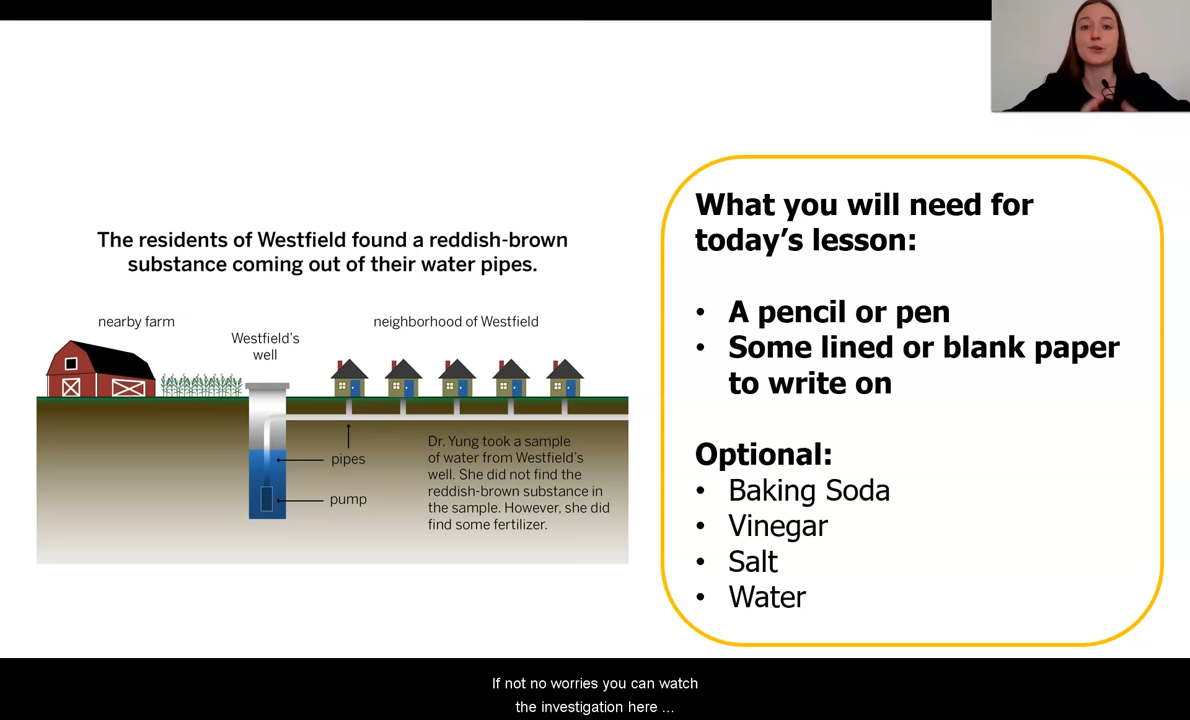 The residents of Westfield found a reddish-brown
substance coming out of their water pipes.
nearby farm
Westfield's
well
neighborhood of Westfield
pipes
pump
Dr. Yung took a sample
of water from Westfield's
well. She did not find the
reddish-brown substance in
the sample. However, she did
find some fertilizer.
What you will need for
today's lesson:
• A pencil or pen
• Some lined or blank paper
to write on
Optional:
• Baking Soda
• Vinegar
• Salt
• Water
If not no worries you can watch
the investigation here ...